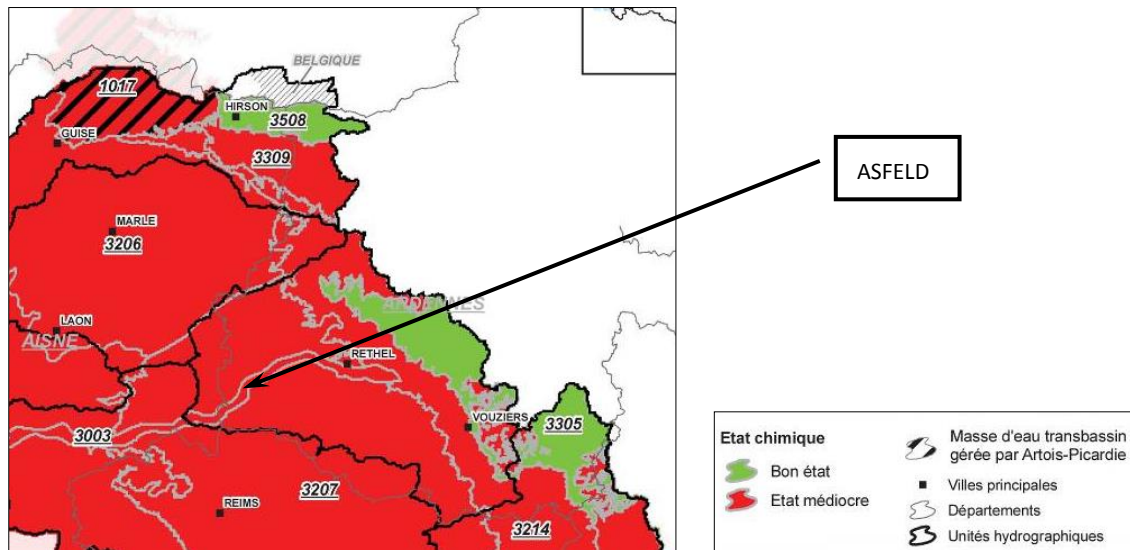 BELGIQUE
1017
HIRSON
3508
GUISE
3309
ASFELD
MARLE
3206
ARDENNES
LAON
AISNE
RETHEL
VOUZIERS
3305
3003
3207
REIMS
3214
Etat chimique
Bon état
Etat médiocre
Masse d'eau transbassin
gérée par Artois-Picardie
Villes principales
Départements
Unités hydrographiques